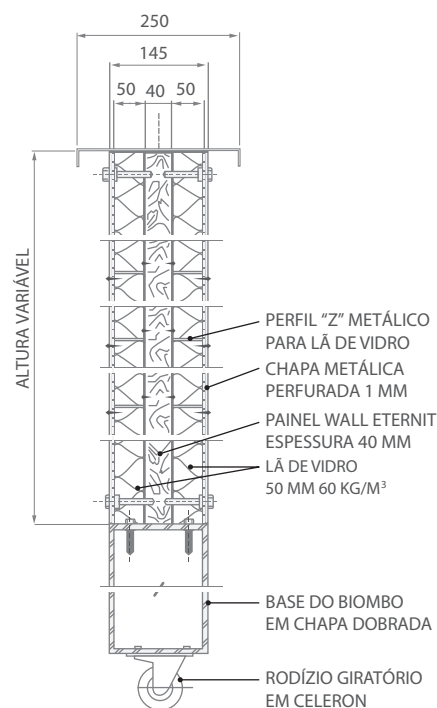 250
145
50 40 50
ALTURA VARIÁVEL
PERFIL “Z” METÁLICO
PARA LÃ DE VIDRO
CHAPA METÁLICA
PERFURADA 1 MM
PAINEL WALL ETERNIT
ESPESSURA 40 MM
LÃ DE VIDRO
50 MM 60 KG/M³
BASE DO BIOMBO
EM CHAPA DOBRADA
RODÍZIO GIRATÓRIO
EM CELERON